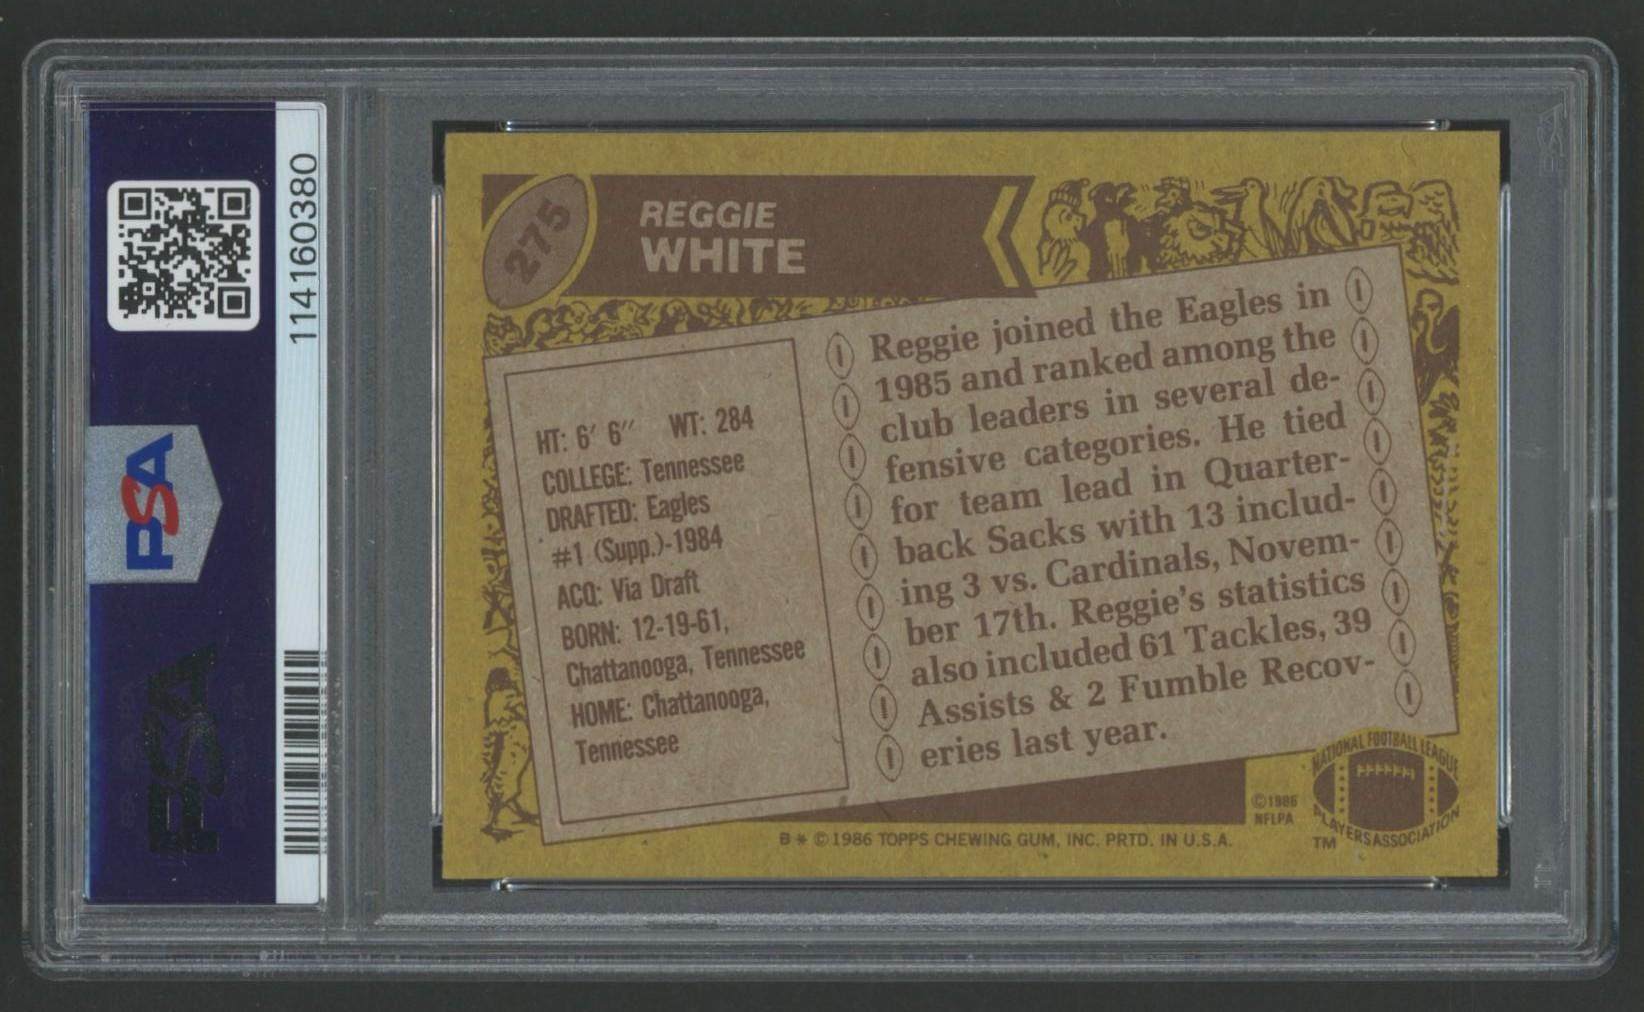 114160380
PSA
PSA
275
REGGIE
WHITE
HT: 6′ 6″ WT: 284
COLLEGE: Tennessee
DRAFTED: Eagles
#1 (Supp.)-1984
ACQ: Via Draft
BORN: 12-19-61,
Chattanooga, Tennessee
HOME: Chattanooga,
Tennessee
Reggie joined the Eagles in
1985 and ranked among the
club leaders in several de-
fensive categories. He tied
for team lead in Quarter-
back Sacks with 13 includ-
ing 3 vs. Cardinals, Novem-
ber 17th. Reggie's statistics
also included 61 Tackles, 39
Assists & 2 Fumble Recov-
eries last year.
©1986
NFLPA
NATIONAL FOOTBALL LEAGUE
PLAYERS ASSOCIATION
TM
B * © 1986 TOPPS CHEWING GUM, INC. PRTD. IN U.S.A.